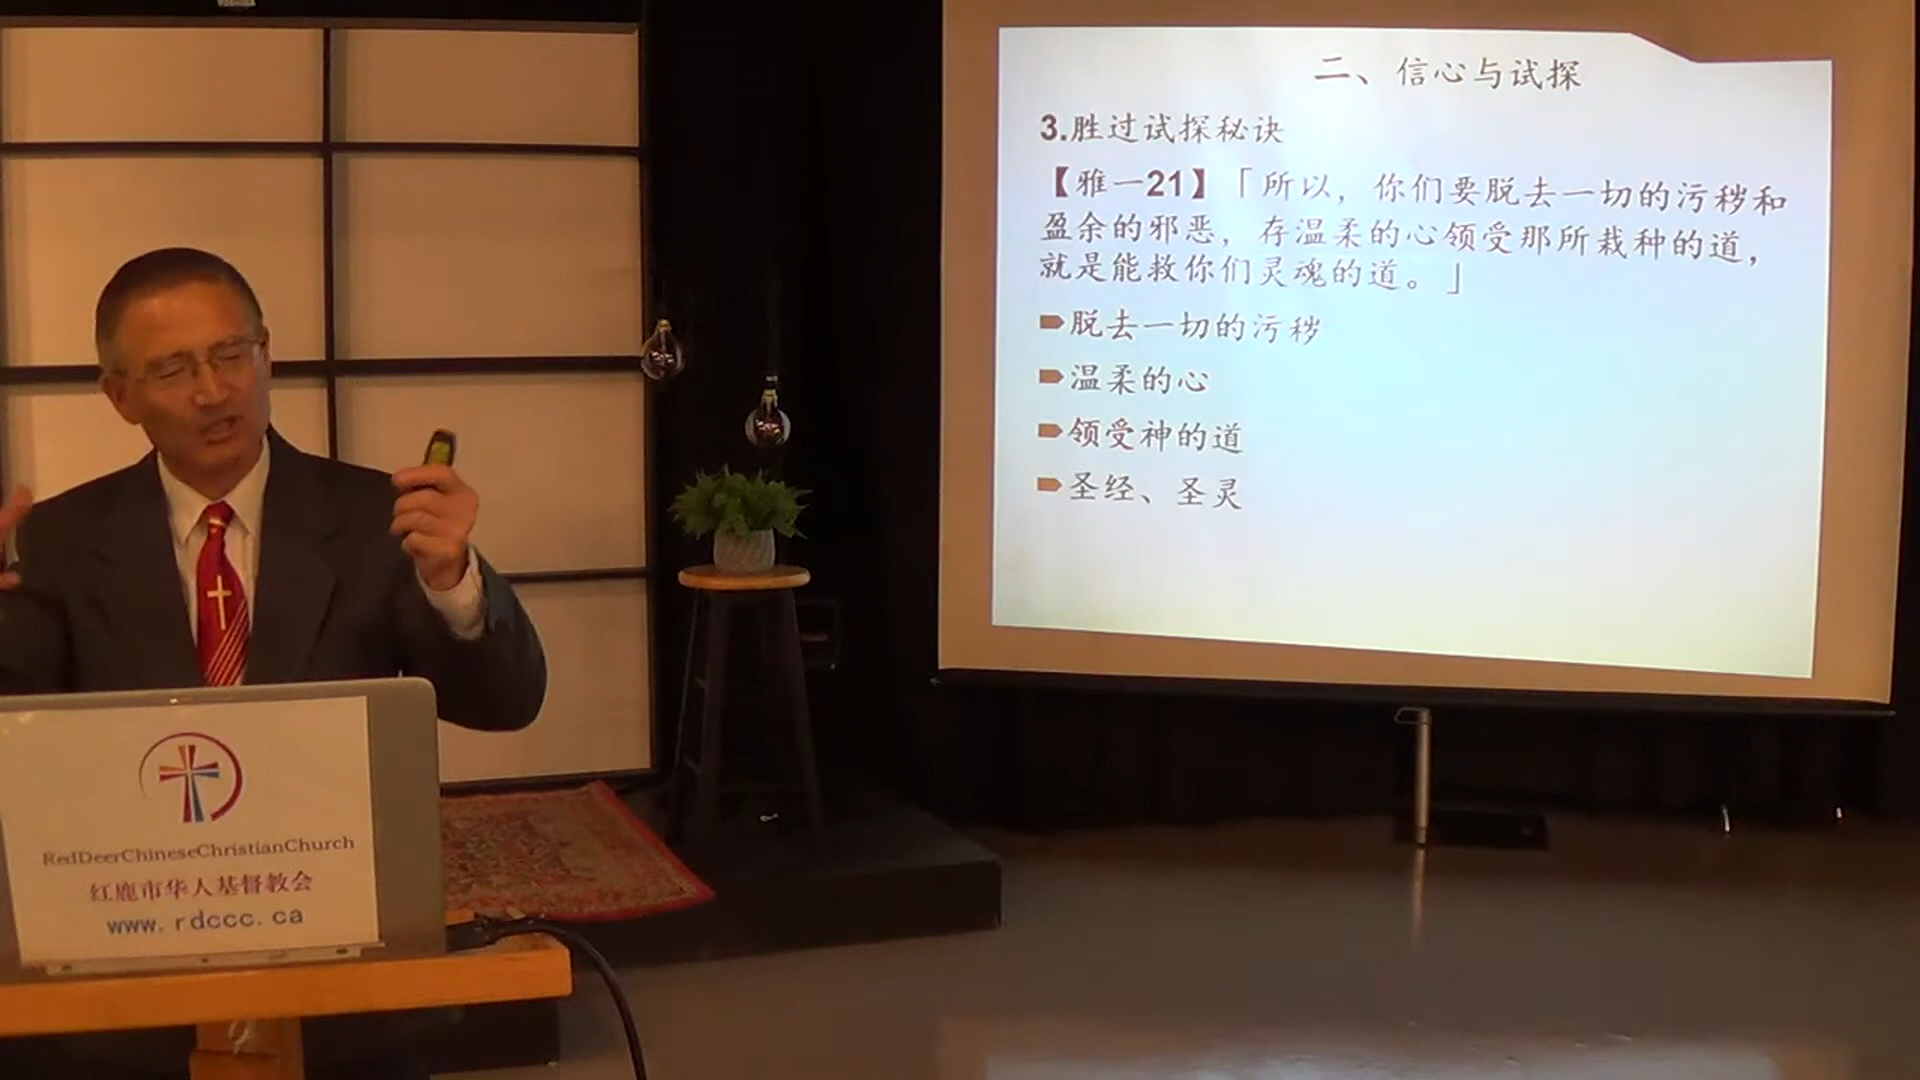 二、信心与试探
3.胜过试探秘诀
【雅一21】「所以，你们要脱去一切的污秽和
盈余的邪恶，存温柔的心领受那所栽种的道，
就是能救你们灵魂的道。」
脱去一切的污秽
温柔的心
领受神的道
圣经、圣灵
RedDeerChineseChristianChurch
红鹿市华人基督教会
www.rdccc.ca